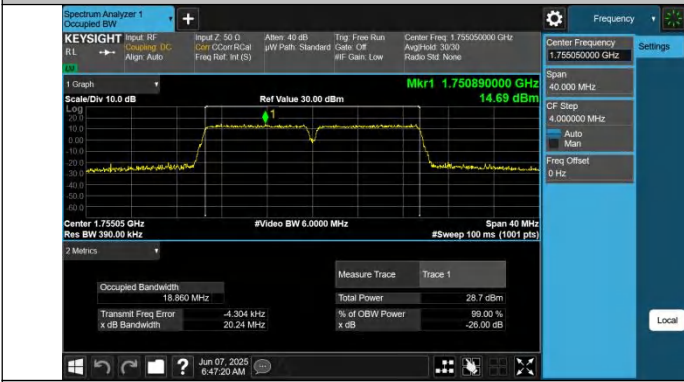 Spectrum Analyzer 1
Occupied BW
+
Frequency
KEYSIGHT Input: RF Input Z: 50 Ω Atten: 40 dB Trig: Free Run Center Freq: 1.755050000 GHz
RL Coupling: DC Corr CCorr RCal µW Path: Standard Gate: Off Avg|Hold: 30/30
Align: Auto Freq Ref: Int (S) #IF Gain: Low Radio Std: None
Center Frequency
1.755050000 GHz
Settings
Span
40.000 MHz
CF Step
4.000000 MHz
Auto
Man
Freq Offset
0 Hz
1 Graph
Mkr1 1.750890000 GHz
Scale/Div 10.0 dB Ref Value 30.00 dBm 14.69 dBm
Log
20.0
10.0
0.00
-10.0
-20.0
-30.0
-40.0
-50.0
-60.0
1
Center 1.75505 GHz #Video BW 6.0000 MHz Span 40 MHz
Res BW 390.00 kHz #Sweep 100 ms (1001 pts)
2 Metrics
Measure Trace Trace 1
Occupied Bandwidth
18.860 MHz Total Power 28.7 dBm
Transmit Freq Error -4.304 kHz % of OBW Power 99.00 %
x dB Bandwidth 20.24 MHz x dB -26.00 dB
Local
? Jun 07, 2025
6:47:20 AM